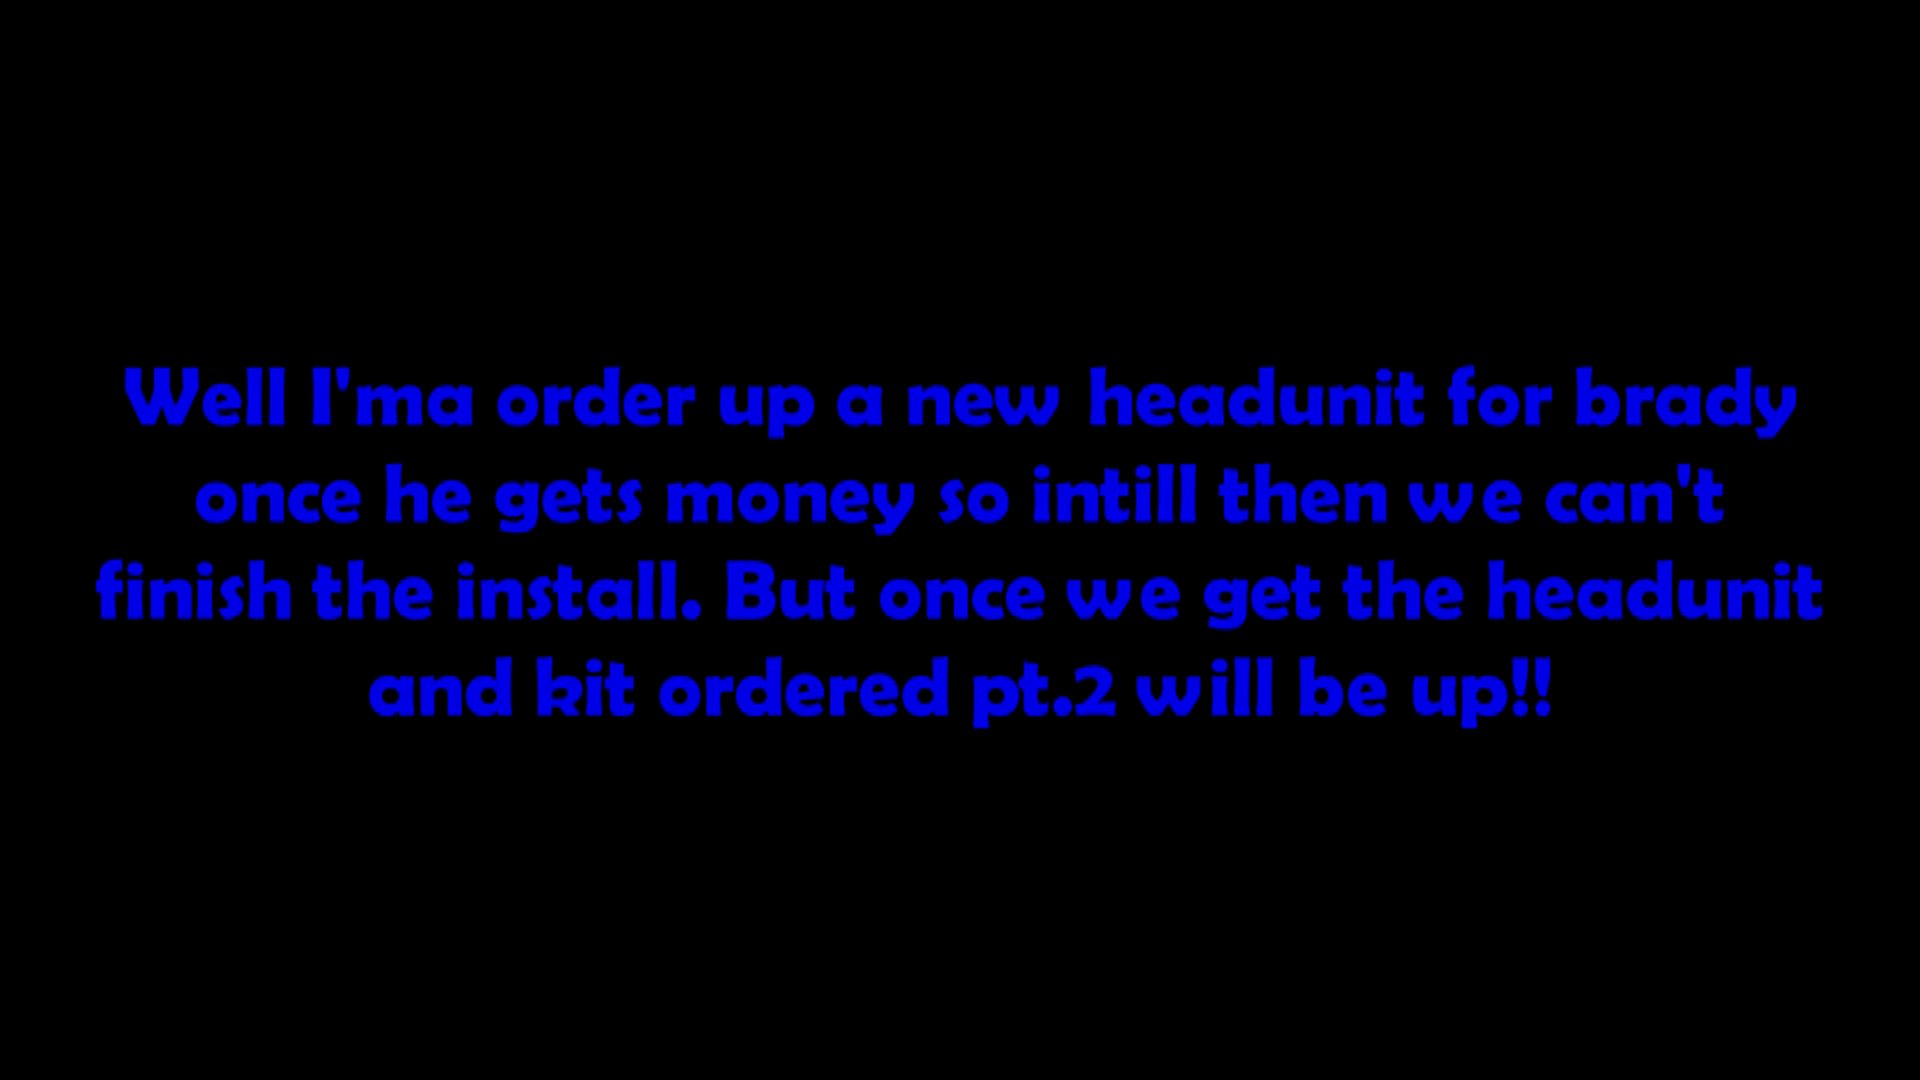 Well I'ma order up a new headunit for brady
once he gets money so intill then we can't
finish the install. But once we get the headunit
and kit ordered pt.2 will be up!!